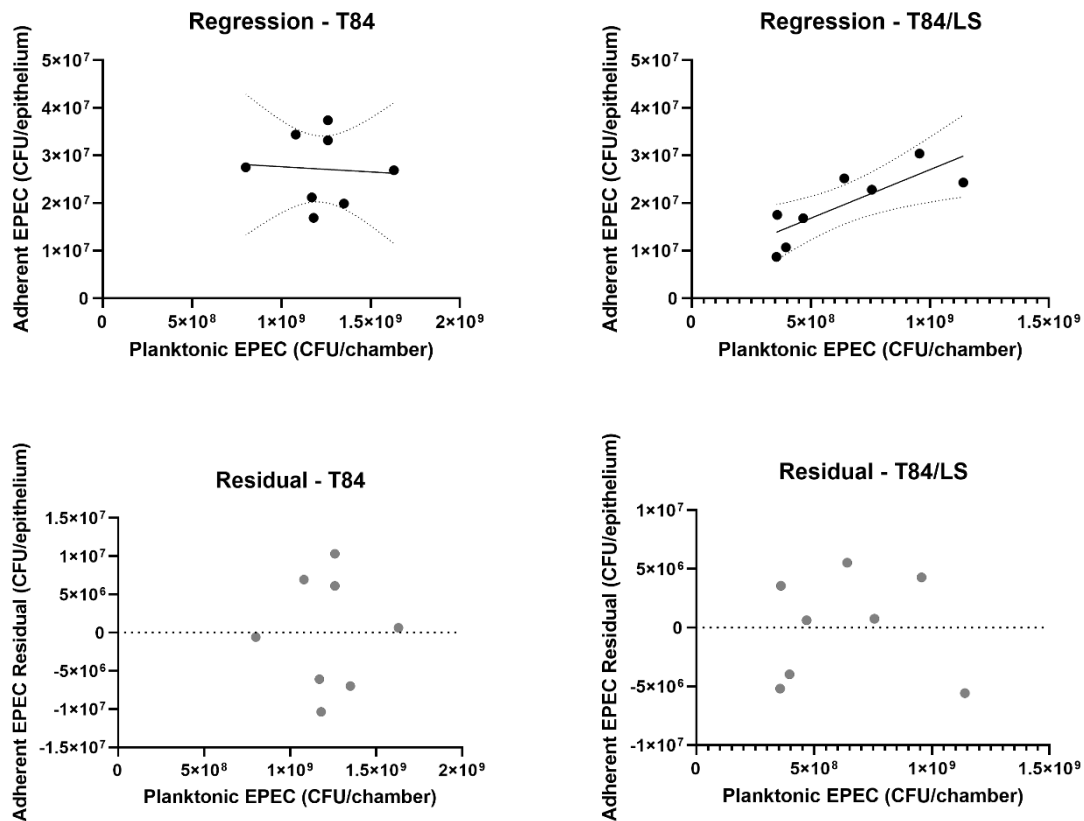 Regression - T84
Adherent EPEC (CFU/epithelium)
5×10⁷
4×10⁷
3×10⁷
2×10⁷
1×10⁷
0
0 5×10⁸ 1×10⁹ 1.5×10⁹ 2×10⁹
Planktonic EPEC (CFU/chamber)
Regression - T84/LS
Adherent EPEC (CFU/epithelium)
5×10⁷
4×10⁷
3×10⁷
2×10⁷
1×10⁷
0
0 5×10⁸ 1×10⁹ 1.5×10⁹
Planktonic EPEC (CFU/chamber)
Residual - T84
Adherent EPEC Residual (CFU/epithelium)
1.5×10⁷
1×10⁷
5×10⁶
0
-5×10⁶
-1×10⁷
-1.5×10⁷
0 5×10⁸ 1×10⁹ 1.5×10⁹ 2×10⁹
Planktonic EPEC (CFU/chamber)
Residual - T84/LS
Adherent EPEC Residual (CFU/epithelium)
1×10⁷
5×10⁶
0
-5×10⁶
-1×10⁷
0 5×10⁸ 1×10⁹ 1.5×10⁹
Planktonic EPEC (CFU/chamber)